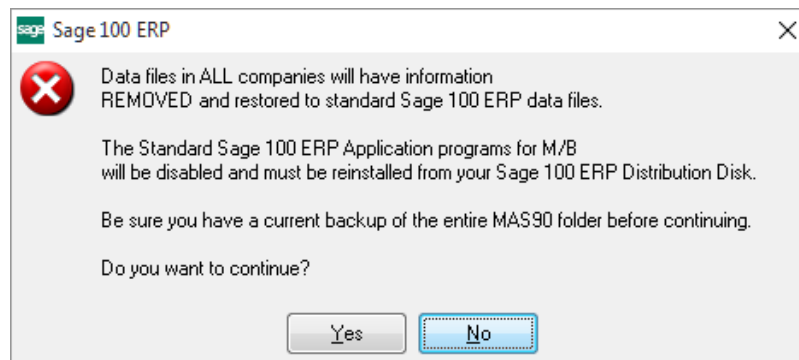 sage Sage 100 ERP
Data files in ALL companies will have information
REMOVED and restored to standard Sage 100 ERP data files.
The Standard Sage 100 ERP Application programs for M/B
will be disabled and must be reinstalled from your Sage 100 ERP Distribution Disk.
Be sure you have a current backup of the entire MAS90 folder before continuing.
Do you want to continue?
Yes No